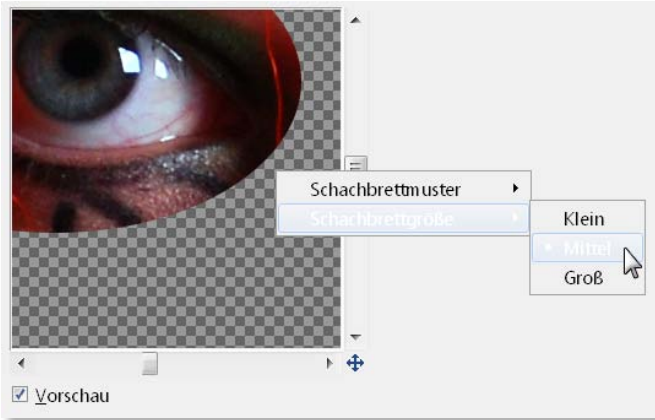 Schachbrettmuster
Schachbrettgröße
Klein
Mittel
Groß
Vorschau